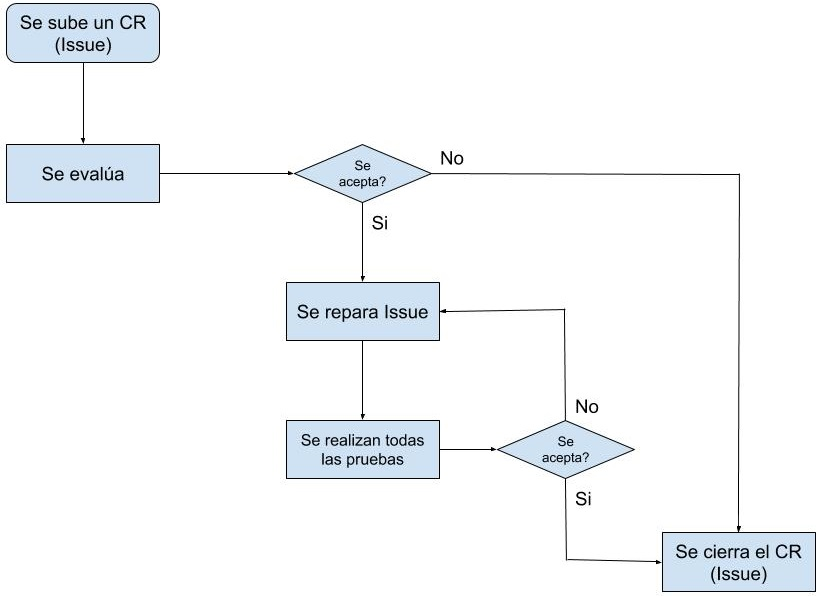 Se sube un CR
(Issue)
Se evalúa
Se
acepta?
No
Si
Se repara Issue
Se realizan todas
las pruebas
Se
acepta?
No
Si
Se cierra el CR
(Issue)